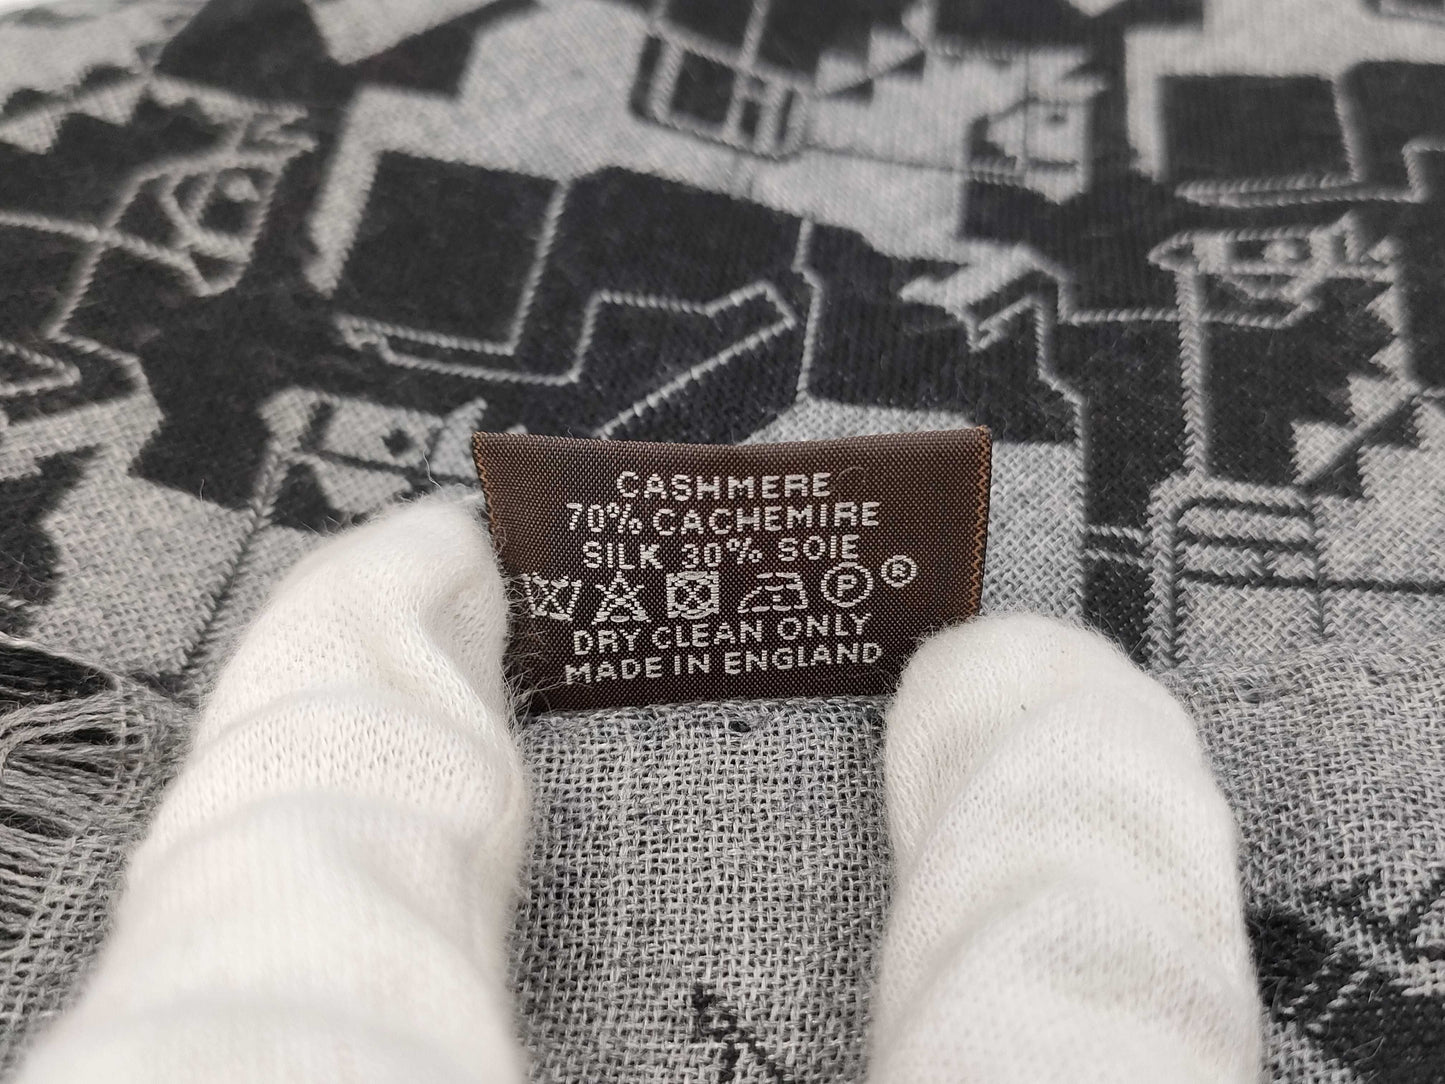 CASHMERE
70% CACHEMIRE
SILK 30% SOIE
P ®
DRY CLEAN ONLY
MADE IN ENGLAND